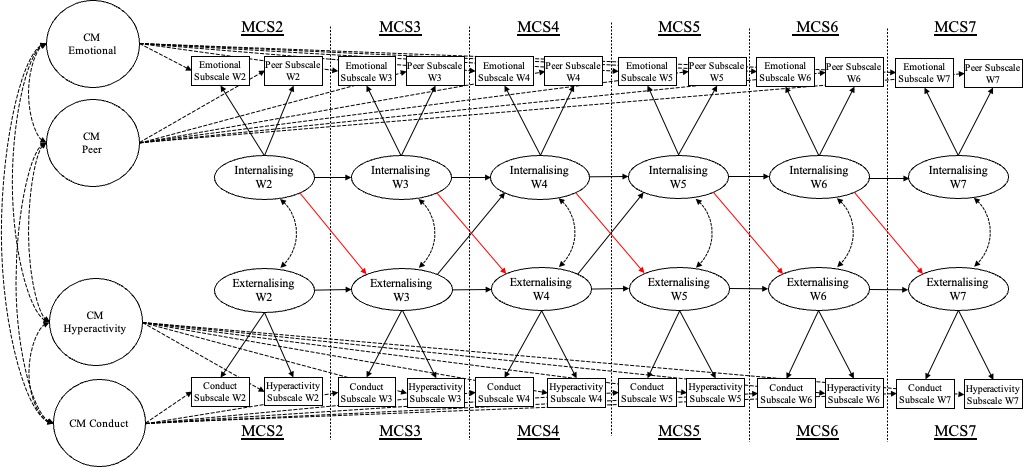 MCS2 MCS3 MCS4 MCS5 MCS6 MCS7
CM
Emotional
Emotional
Subscale W2
Peer Subscale
W2
Emotional
Subscale W3
Peer Subscale
W3
Emotional
Subscale W4
Peer Subscale
W4
Emotional
Subscale W5
Peer Subscale
W5
Emotional
Subscale W6
Peer Subscale
W6
Emotional
Subscale W7
Peer Subscale
W7
CM
Peer
Internalising
W2
Internalising
W3
Internalising
W4
Internalising
W5
Internalising
W6
Internalising
W7
Externalising
W2
Externalising
W3
Externalising
W4
Externalising
W5
Externalising
W6
Externalising
W7
CM
Hyperactivity
Conduct
Subscale W2
Hyperactivity
Subscale W2
Conduct
Subscale W3
Hyperactivity
Subscale W3
Conduct
Subscale W4
Hyperactivity
Subscale W4
Conduct
Subscale W5
Hyperactivity
Subscale W5
Conduct
Subscale W6
Hyperactivity
Subscale W6
Conduct
Subscale W7
Hyperactivity
Subscale W7
CM Conduct
MCS2 MCS3 MCS4 MCS5 MCS6 MCS7